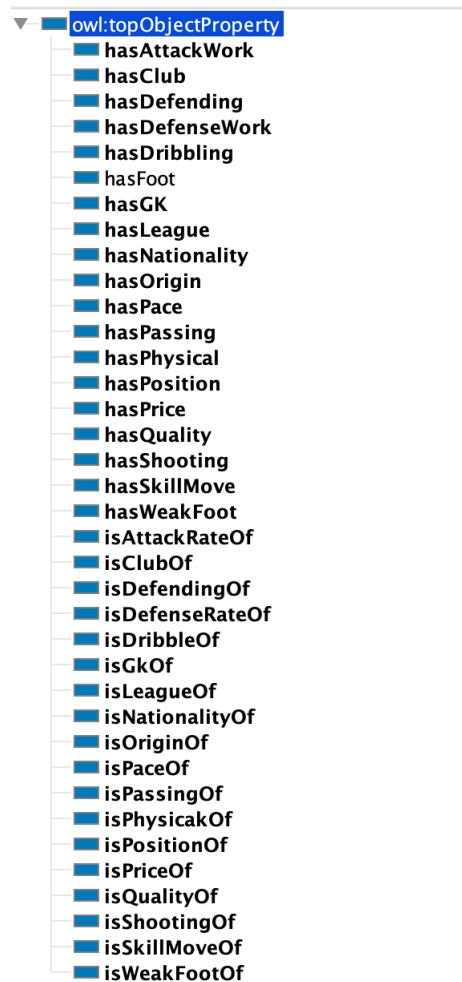 owl:topObjectProperty
hasAttackWork
hasClub
hasDefending
hasDefenseWork
hasDribbling
hasFoot
hasGK
hasLeague
hasNationality
hasOrigin
hasPace
hasPassing
hasPhysical
hasPosition
hasPrice
hasQuality
hasShooting
hasSkillMove
hasWeakFoot
isAttackRateOf
isClubOf
isDefendingOf
isDefenseRateOf
isDribbleOf
isGkOf
isLeagueOf
isNationalityOf
isOriginOf
isPaceOf
isPassingOf
isPhysicakOf
isPositionOf
isPriceOf
isQualityOf
isShootingOf
isSkillMoveOf
isWeakFootOf